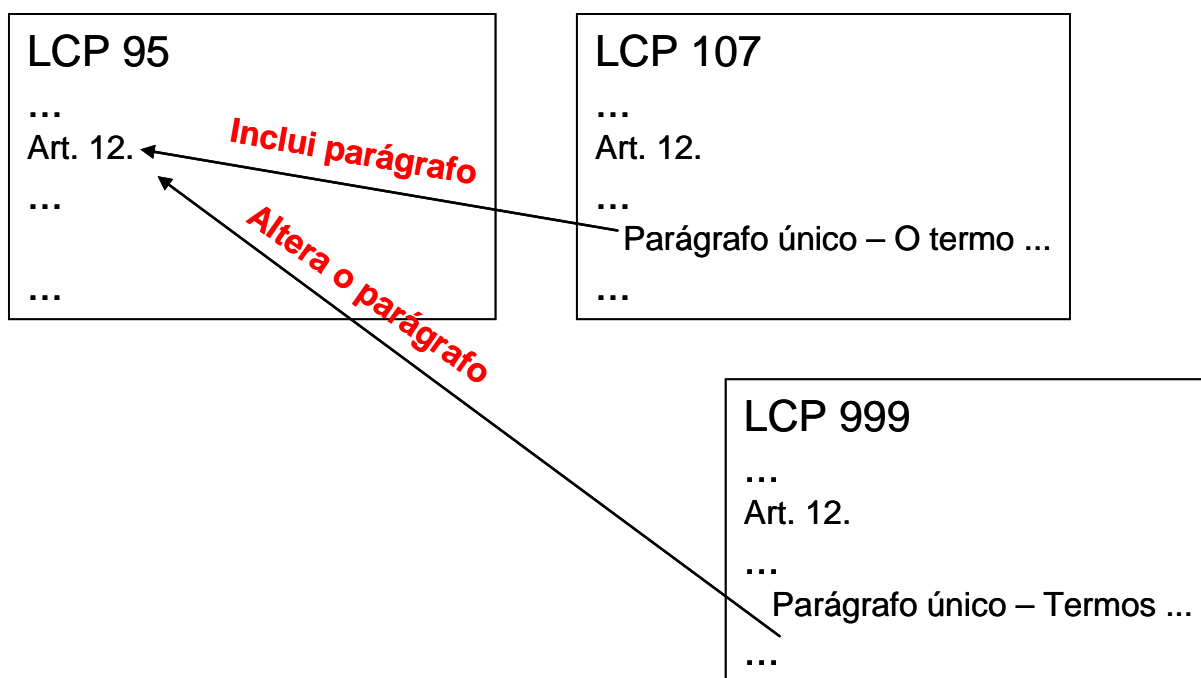 LCP 95
...
Art. 12.
...
...
Inclui parágrafo
Altera o parágrafo
LCP 107
...
Art. 12.
...
Parágrafo único – O termo ...
...
LCP 999
...
Art. 12.
...
Parágrafo único – Termos ...
...